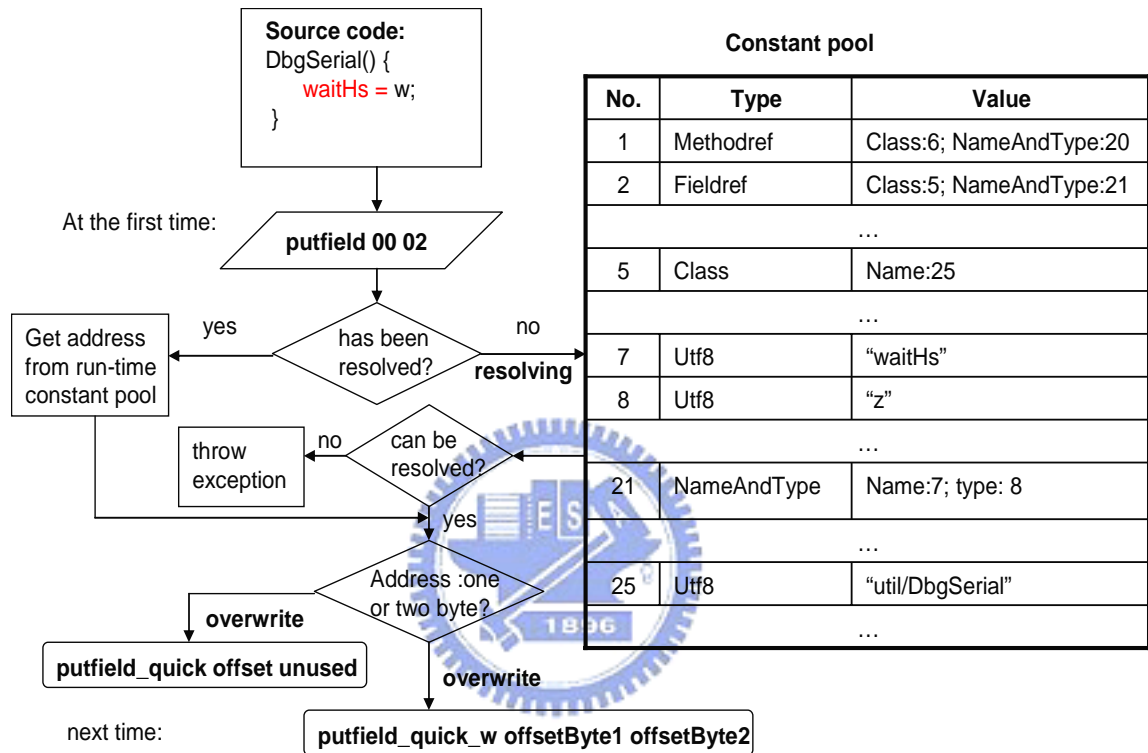 Source code:
DbgSerial() {
waitHs = w;
}
At the first time:
putfield 00 02
has been
resolved?
yes
no
resolving
Get address
from run-time
constant pool
can be
resolved?
no
throw
exception
yes
Address :one
or two byte?
overwrite
putfield_quick offset unused
overwrite
next time:
putfield_quick_w offsetByte1 offsetByte2
Constant pool
No. Type Value
1 Methodref Class:6; NameAndType:20
2 Fieldref Class:5; NameAndType:21
…
5 Class Name:25
…
7 Utf8 “waitHs”
8 Utf8 “z”
…
21 NameAndType Name:7; type: 8
…
25 Utf8 “util/DbgSerial”
…
E S A
1896